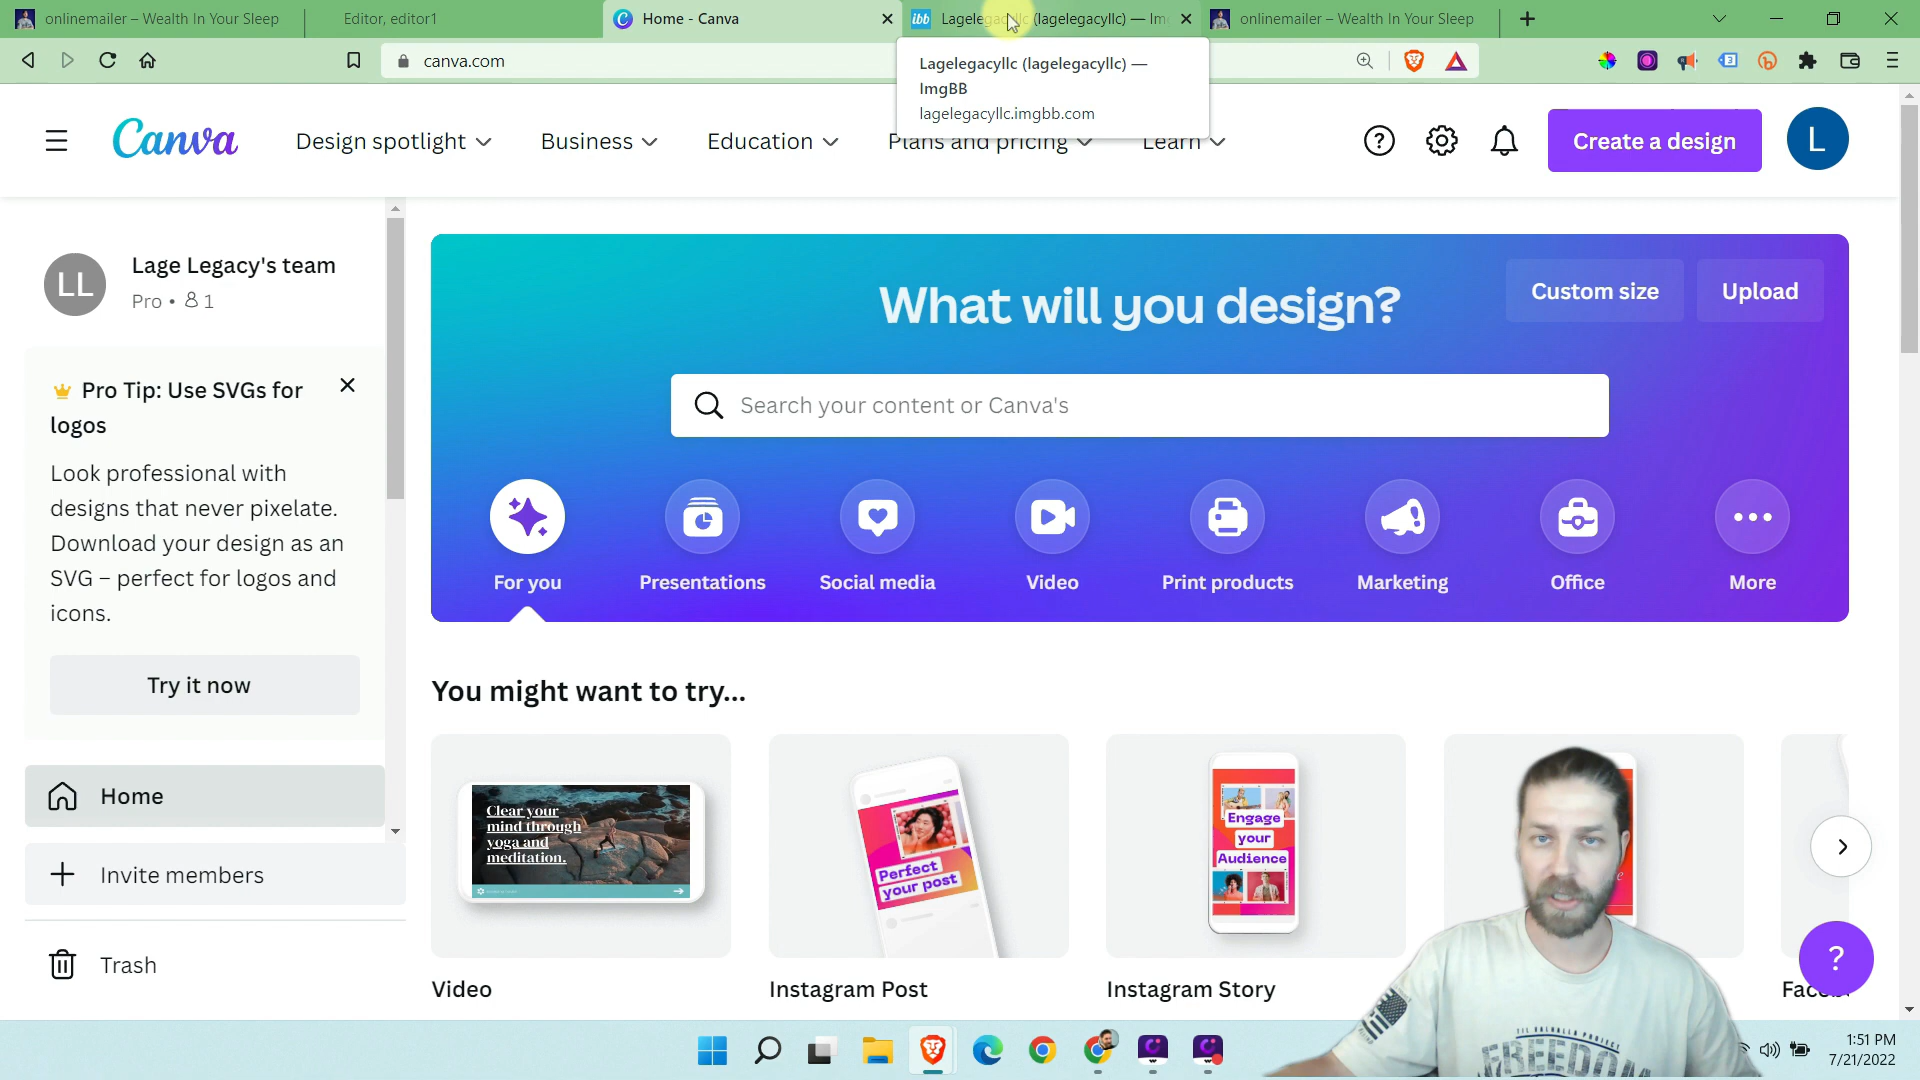 onlinemailer – Wealth In Your Sleep
Editor, editor1
Home - Canva
ibb
Lagelegacyllc (lagelegacyllc) — Im
onlinemailer – Wealth In Your Sleep
canva.com
Lagelegacyllc (lagelegacyllc) —
ImgBB
lagelegacyllc.imgbb.com
Canva
Design spotlight
Business
Education
Plans and pricing
Learn
Create a design
L
LL
Lage Legacy's team
Pro • 1
What will you design?
Custom size
Upload
Pro Tip: Use SVGs for
logos
Look professional with
designs that never pixelate.
Download your design as an
SVG – perfect for logos and
icons.
Try it now
Search your content or Canva's
For you
Presentations
Social media
Video
Print products
Marketing
Office
More
You might want to try...
Home
Invite members
Trash
Clear your
mind through
yoga and
meditation.
Perfect
your post
Engage
your
Audience
Video
Instagram Post
Instagram Story
?
FREEDOM
1:51 PM
7/21/2022